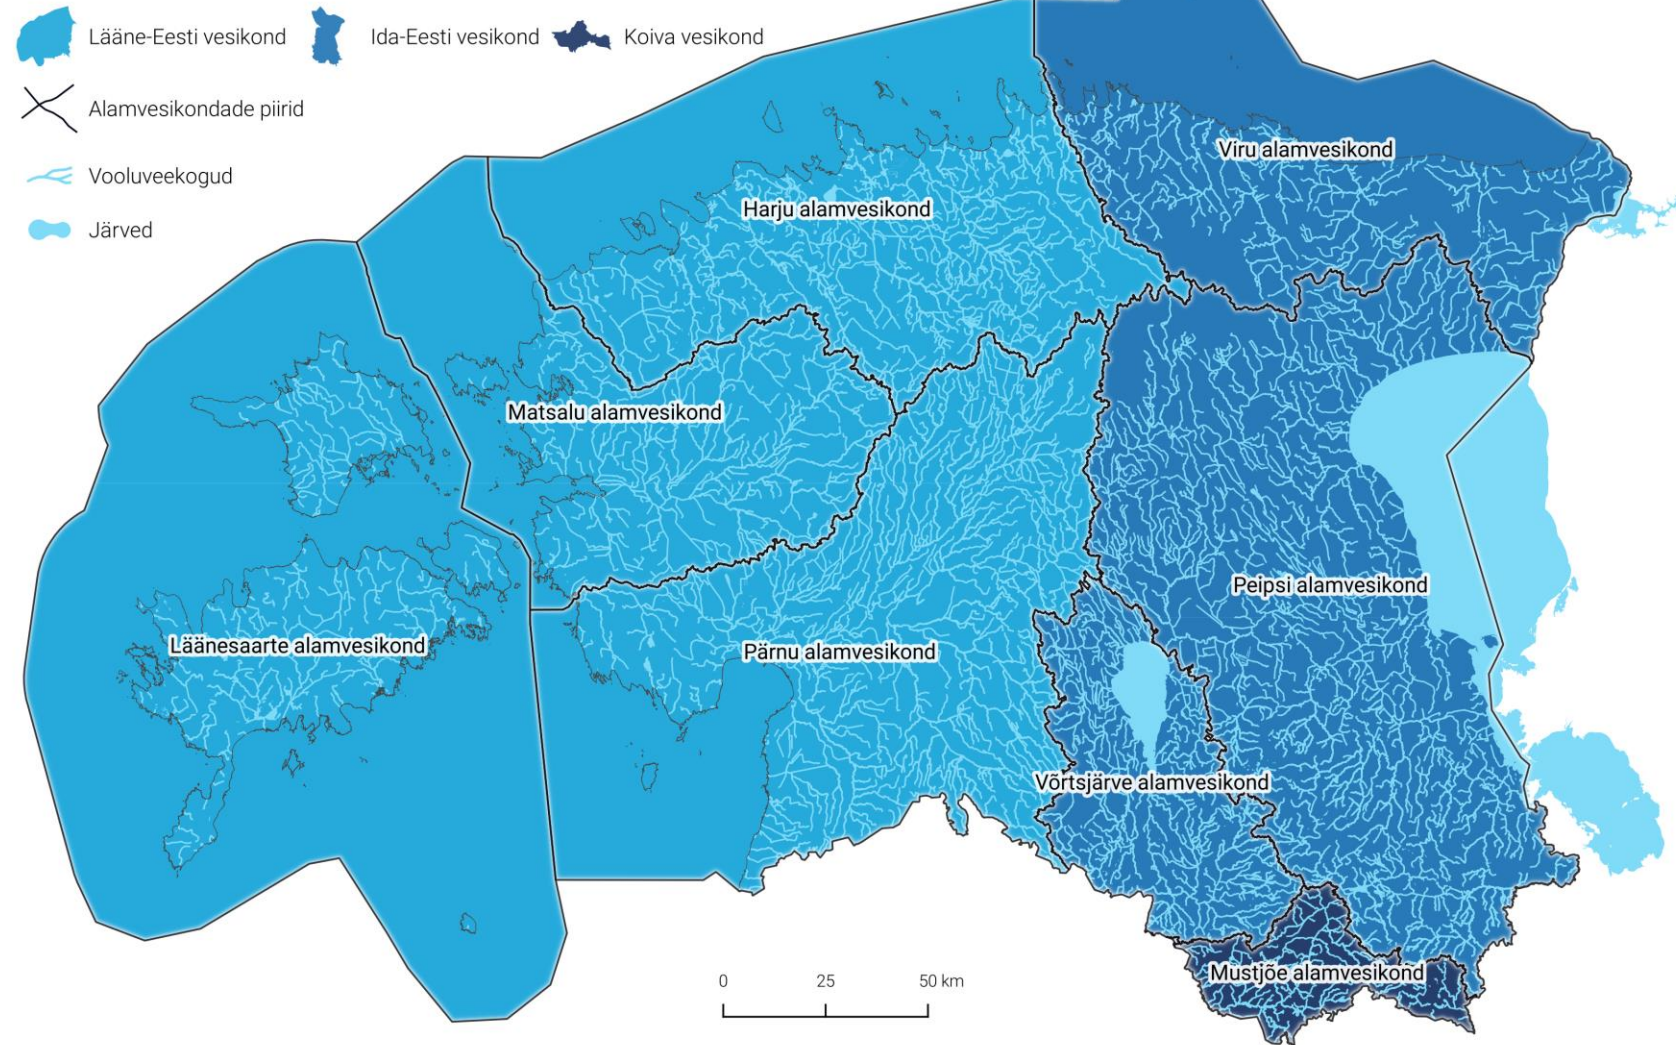 Lääne-Eesti vesikond
Ida-Eesti vesikond
Koiva vesikond
Alamvesikondade piirid
Vooluveekogud
Järved
Viru alamvesikond
Harju alamvesikond
Matsalu alamvesikond
Peipsi alamvesikond
Läänesaarte alamvesikond
Pärnu alamvesikond
Võrtsjärve alamvesikond
Mustjõe alamvesikond
0 25 50 km